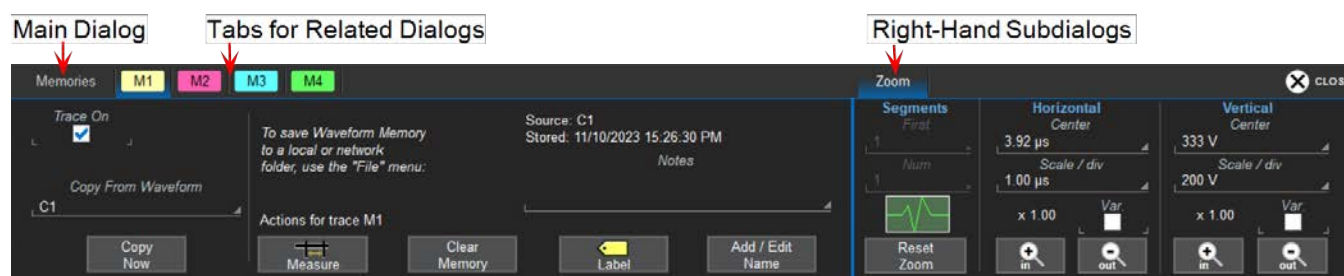 Main Dialog
Tabs for Related Dialogs
Right-Hand Subdialogs
Memories M1 M2 M3 M4 Zoom CLOS
Trace On
To save Waveform Memory
to a local or network
folder, use the "File" menu:
Copy From Waveform
C1
Actions for trace M1
Source: C1
Stored: 11/10/2023 15:26:30 PM
Notes
Copy
Now
Measure
Clear
Memory
Label
Add / Edit
Name
Segments
First
1
Num
1
Reset
Zoom
Horizontal
Center
3.92 µs
Scale / div
1.00 µs
x 1.00
Var.
in
out
Vertical
Center
333 V
Scale / div
200 V
x 1.00
Var.
in
out